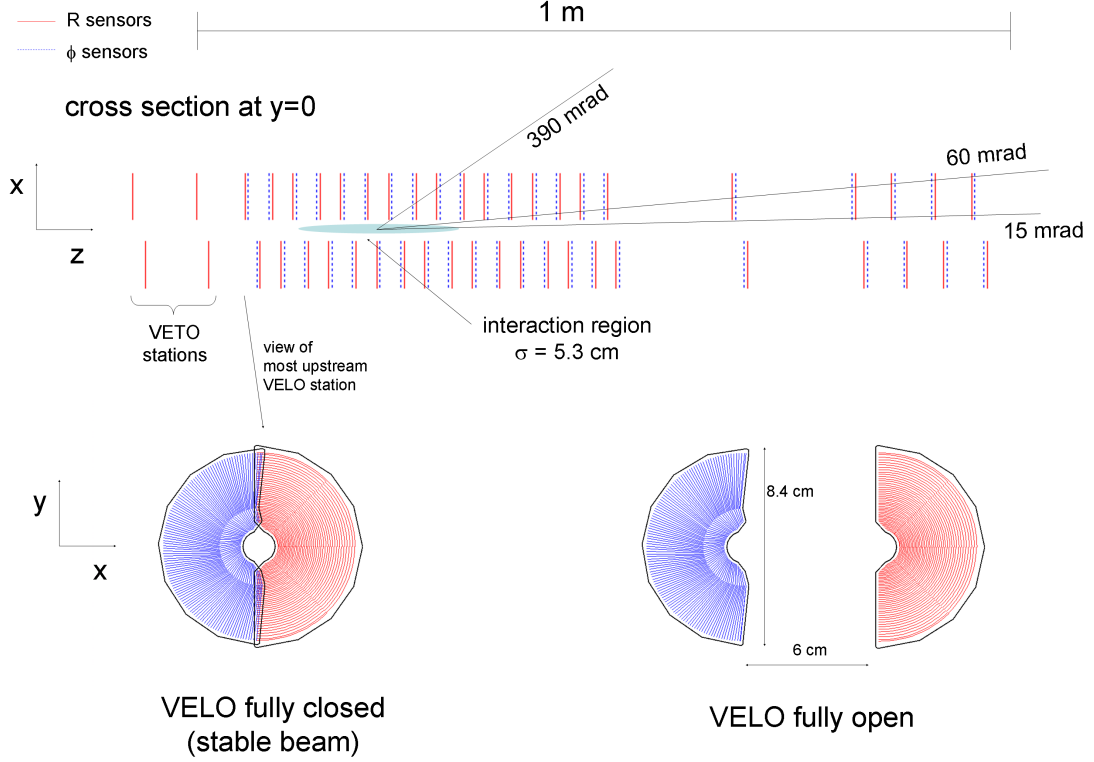 R sensors
ϕ sensors
1 m
cross section at y=0
390 mrad
60 mrad
15 mrad
x
z
VETO
stations
interaction region
σ = 5.3 cm
view of
most upstream
VELO station
y
x
8.4 cm
6 cm
VELO fully closed
(stable beam)
VELO fully open